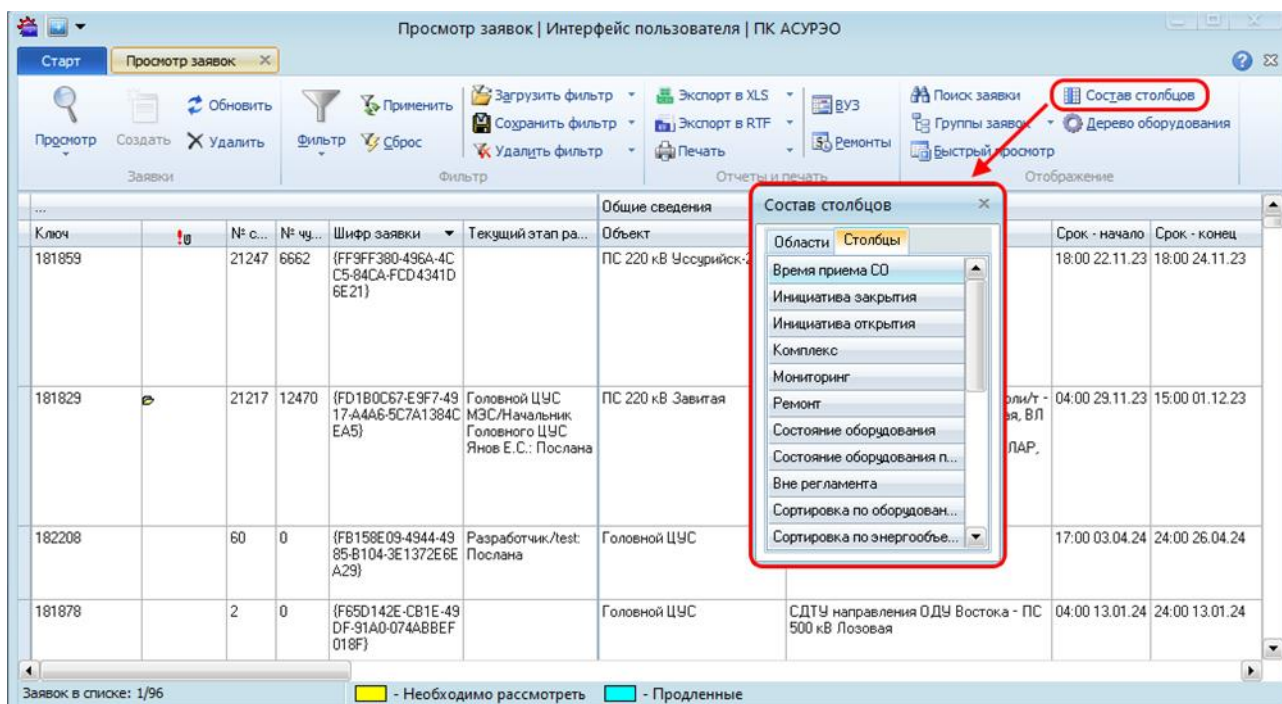 Просмотр заявок | Интерфейс пользователя | ПК АСУРЭО
Старт Просмотр заявок
Просмотр Создать Обновить Удалить
Заявки
Фильтр Применить Сброс
Загрузить фильтр
Сохранить фильтр
Удалить фильтр
Фильтр
Экспорт в XLS
Экспорт в RTF
Печать
ВУЗ
Ремонты
Отчеты и печать
Поиск заявки
Группы заявок
Быстрый просмотр
Состав столбцов
Дерево оборудования
Отображение
... Общие сведения
Ключ № с... № чу... Шифр заявки Текущий этап ра... Объект Срок - начало Срок - конец
181859 21247 6662 {FF9FF380-496A-4C ПС 220 кВ Уссурийск-2 18:00 22.11.23 18:00 24.11.23
C5-84CA-FCD4341D
6E21}
181829 21217 12470 {FD1B0C67-E9F7-49 Головной ЦУС ПС 220 кВ Завитая 04:00 29.11.23 15:00 01.12.23
17-A4A6-5C7A1384C МЭС/Начальник
EA5} Головного ЦУС
Янов Е.С.: Послана
182208 60 0 {FB158E09-4944-49 Разработчик/test: Головной ЦУС 17:00 03.04.24 24:00 26.04.24
85-B104-3E1372E6E Послана
A29}
181878 2 0 {F65D142E-CB1E-49 Головной ЦУС СДТУ направления ОДУ Востока - ПС 04:00 13.01.24 24:00 13.01.24
DF-91A0-074ABBEF 500 кВ Лозовая
018F}
Состав столбцов
Области Столбцы
Время приема СО
Инициатива закрытия
Инициатива открытия
Комплекс
Мониторинг
Ремонт
Состояние оборудования
Состояние оборудования п...
Вне регламента
Сортировка по оборудован...
Сортировка по энергообъе...
Заявок в списке: 1/96 - Необходимо рассмотреть - Продленные